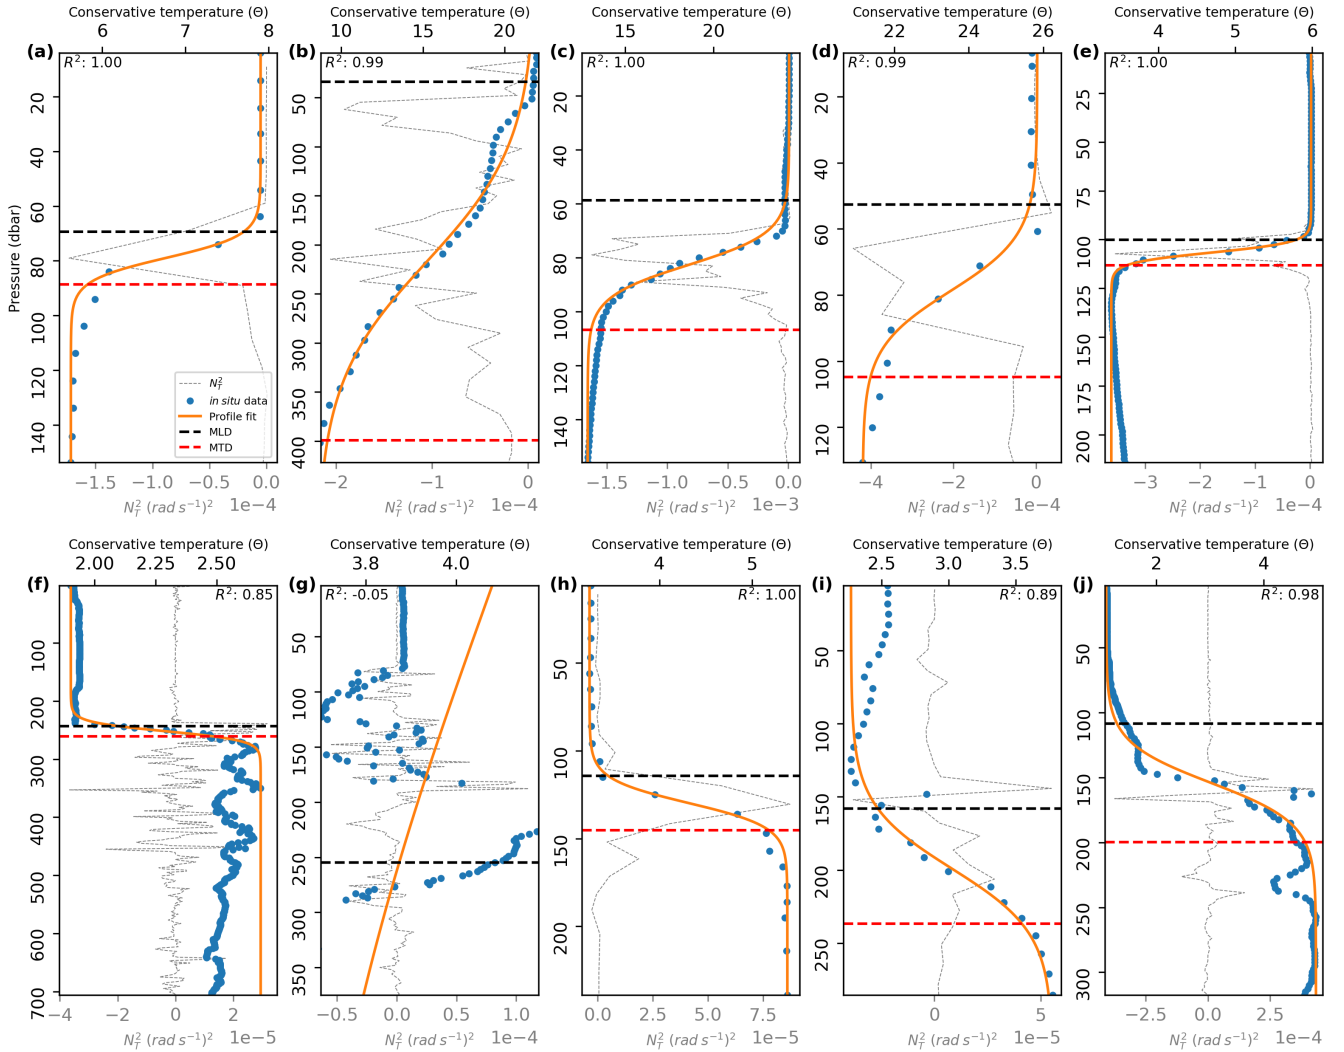 Conservative temperature (Θ) Conservative temperature (Θ) Conservative temperature (Θ) Conservative temperature (Θ) Conservative temperature (Θ)
6 7 8 10 15 20 15 20 22 24 26 4 5 6
(a) (b) (c) (d) (e)
R²: 1.00 R²: 0.99 R²: 1.00 R²: 0.99 R²: 1.00
Pressure (dbar)
20 40 60 80 100 120 140
50 100 150 200 250 300 350 400
20 40 60 80 100 120 140
20 40 60 80 100 120
25 50 75 100 125 150 175 200
N_T²
in situ data
Profile fit
MLD
MTD
−1.5 −1.0 −0.5 0.0 −2 −1 0 −1.5 −1.0 −0.5 0.0 −4 −2 0 −3 −2 −1 0
N_T² (rad s⁻¹)² 1e−4 N_T² (rad s⁻¹)² 1e−4 N_T² (rad s⁻¹)² 1e−3 N_T² (rad s⁻¹)² 1e−4 N_T² (rad s⁻¹)² 1e−4
Conservative temperature (Θ) Conservative temperature (Θ) Conservative temperature (Θ) Conservative temperature (Θ) Conservative temperature (Θ)
2.00 2.25 2.50 3.8 4.0 4 5 2.5 3.0 3.5 2 4
(f) (g) (h) (i) (j)
R²: 0.85 R²: -0.05 R²: 1.00 R²: 0.89 R²: 0.98
100 200 300 400 500 600 700
50 100 150 200 250 300 350
50 100 150 200
50 100 150 200 250
50 100 150 200 250 300
−4 −2 0 2 −0.5 0.0 0.5 1.0 0.0 2.5 5.0 7.5 0 5 −2.5 0.0 2.5
N_T² (rad s⁻¹)² 1e−5 N_T² (rad s⁻¹)² 1e−4 N_T² (rad s⁻¹)² 1e−5 N_T² (rad s⁻¹)² 1e−5 N_T² (rad s⁻¹)² 1e−5